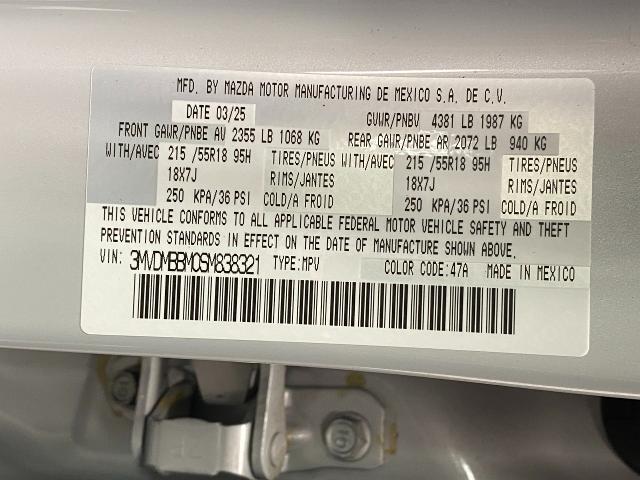 MFD. BY MAZDA MOTOR MANUFACTURING DE MEXICO S.A. DE C.V.
DATE 03/25 GVWR/PNBV 4381 LB 1987 KG
FRONT GAWR/PNBE AV 2355 LB 1068 KG REAR GAWR/PNBE AR 2072 LB 940 KG
WITH/AVEC 215 /55R18 95H TIRES/PNEUS WITH/AVEC 215 /55R18 95H TIRES/PNEUS
18X7J RIMS/JANTES 18X7J RIMS/JANTES
250 KPA/36 PSI COLD/A FROID 250 KPA/36 PSI COLD/A FROID
THIS VEHICLE CONFORMS TO ALL APPLICABLE FEDERAL MOTOR VEHICLE SAFETY AND THEFT
PREVENTION STANDARDS IN EFFECT ON THE DATE OF MANUFACTURE SHOWN ABOVE.
VIN: 3MVDMBBM0SM838321 TYPE:MPV COLOR CODE:47A MADE IN MEXICO